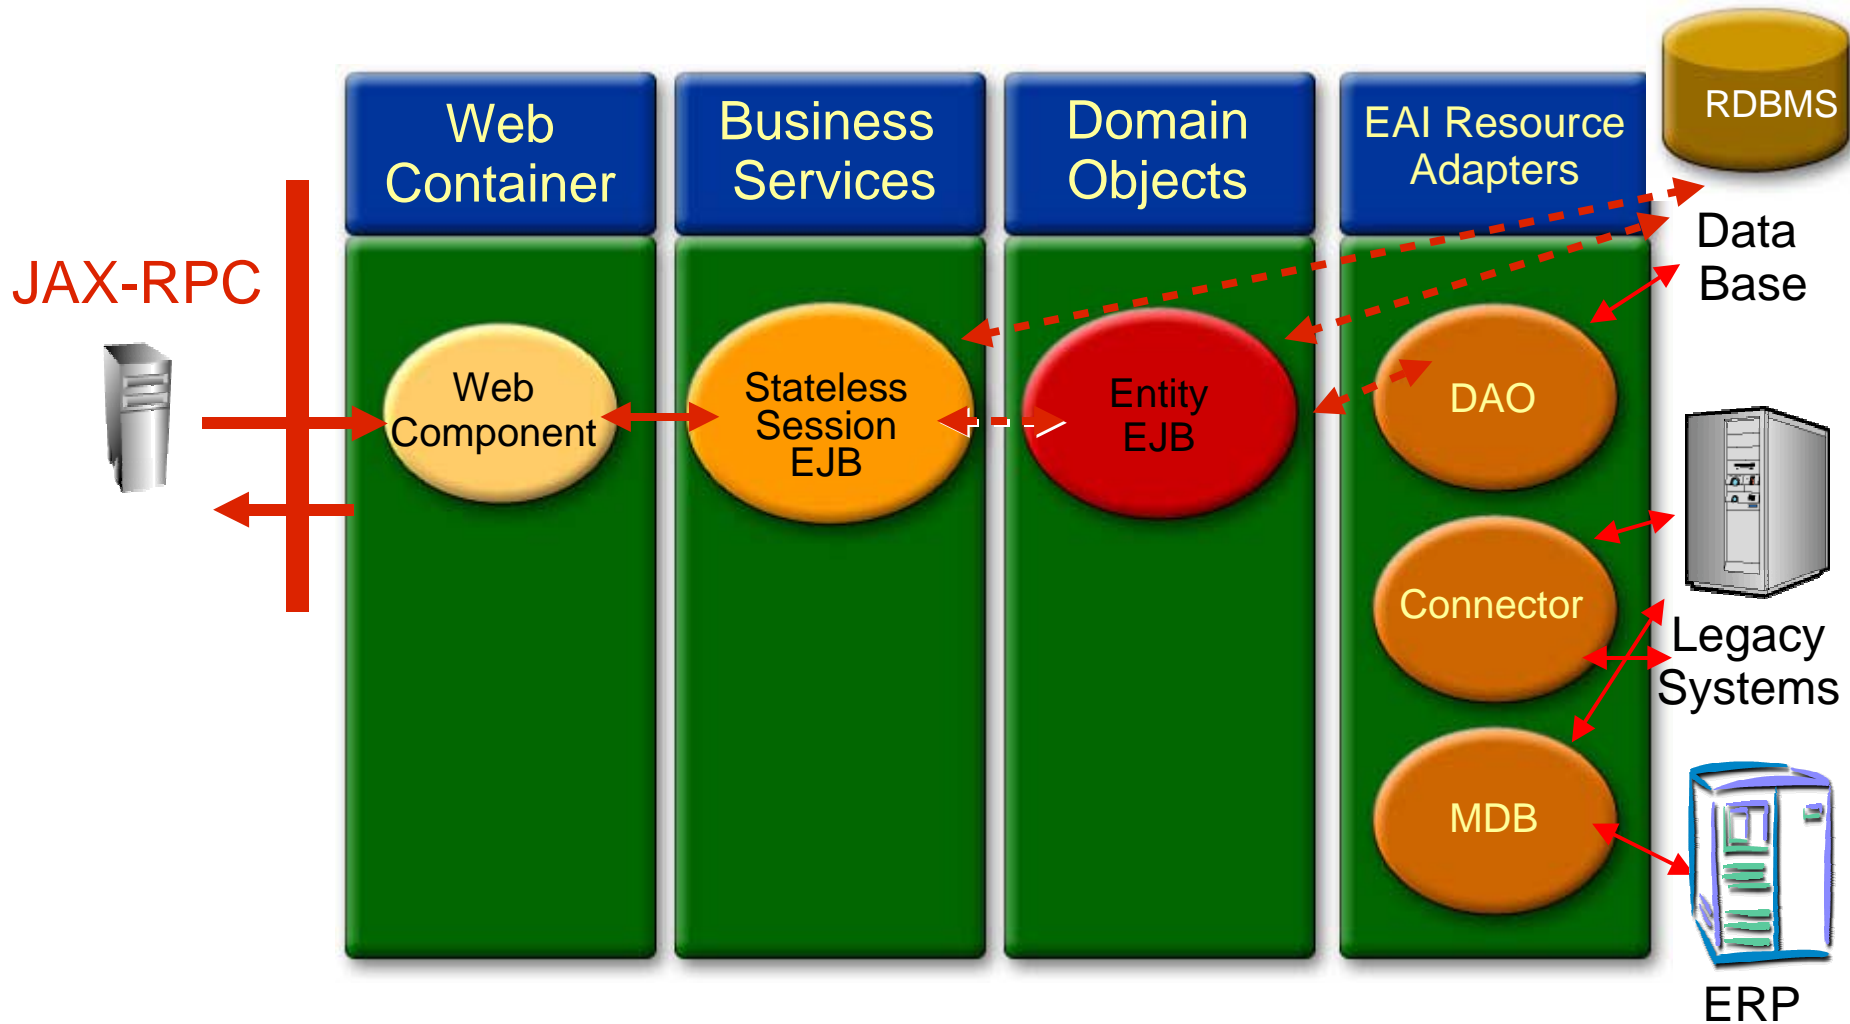 JAX-RPC
Web
Container
Business
Services
Domain
Objects
EAI Resource
Adapters
RDBMS
Data
Base
Web
Component
Stateless
Session
EJB
Entity
EJB
DAO
Connector
MDB
Legacy
Systems
ERP